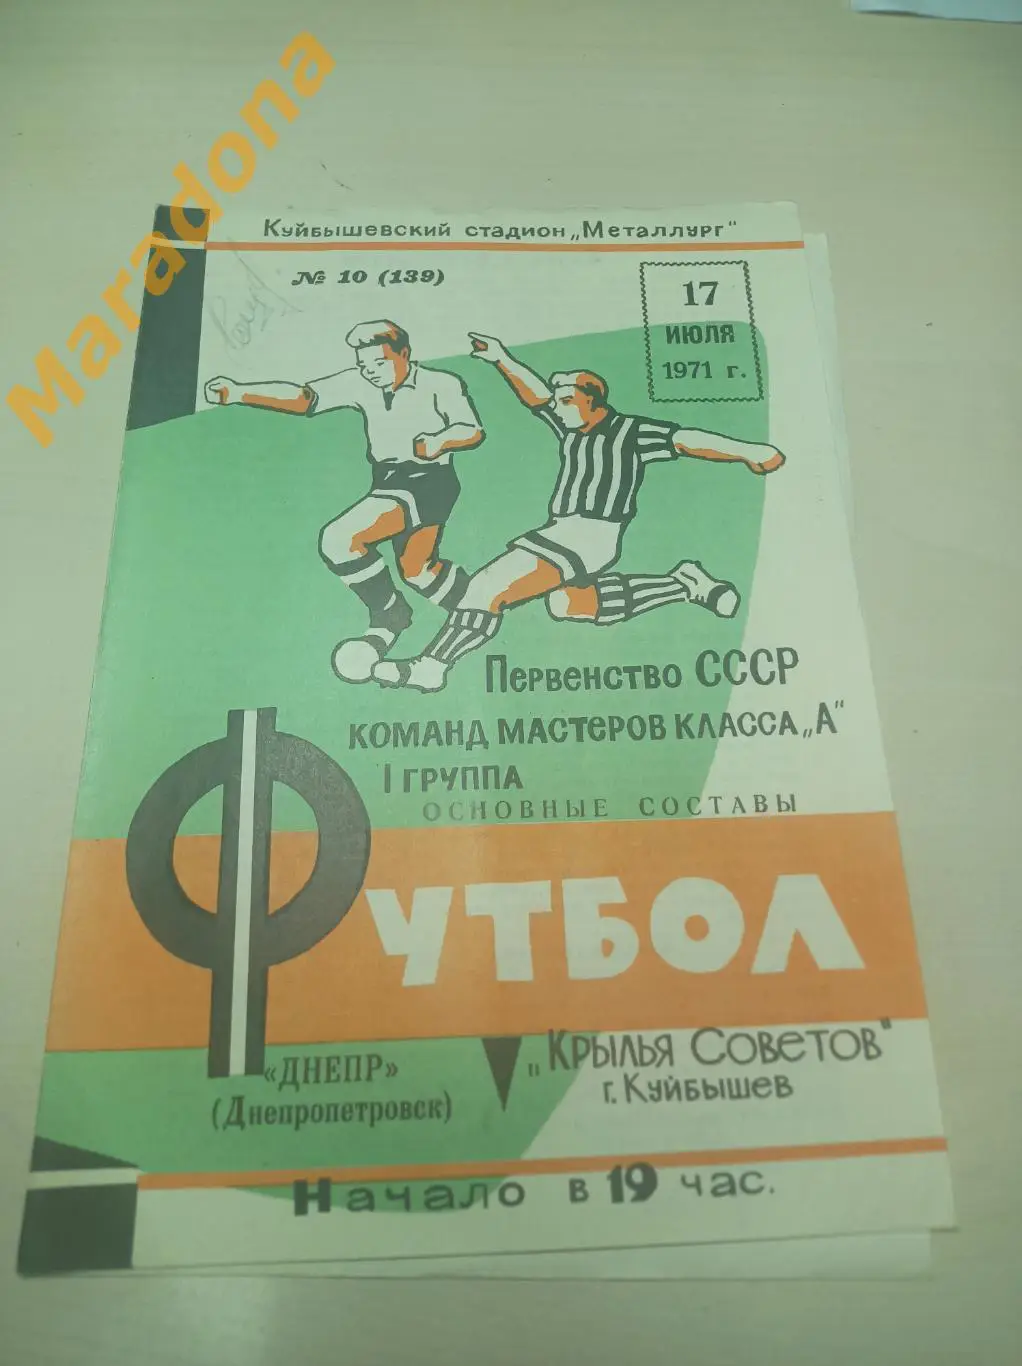 Maradona
Куйбышевский стадион „Металлург"
№ 10 (139)
17
ИЮЛЯ
1971 г.
Первенство СССР
КОМАНД МАСТЕРОВ КЛАССА „А"
I ГРУППА
ОСНОВНЫЕ СОСТАВЫ
ФУТБОЛ
«ДНЕПР»
(Днепропетровск)
„Крылья Советов"
г. Куйбышев
Начало в 19 час.